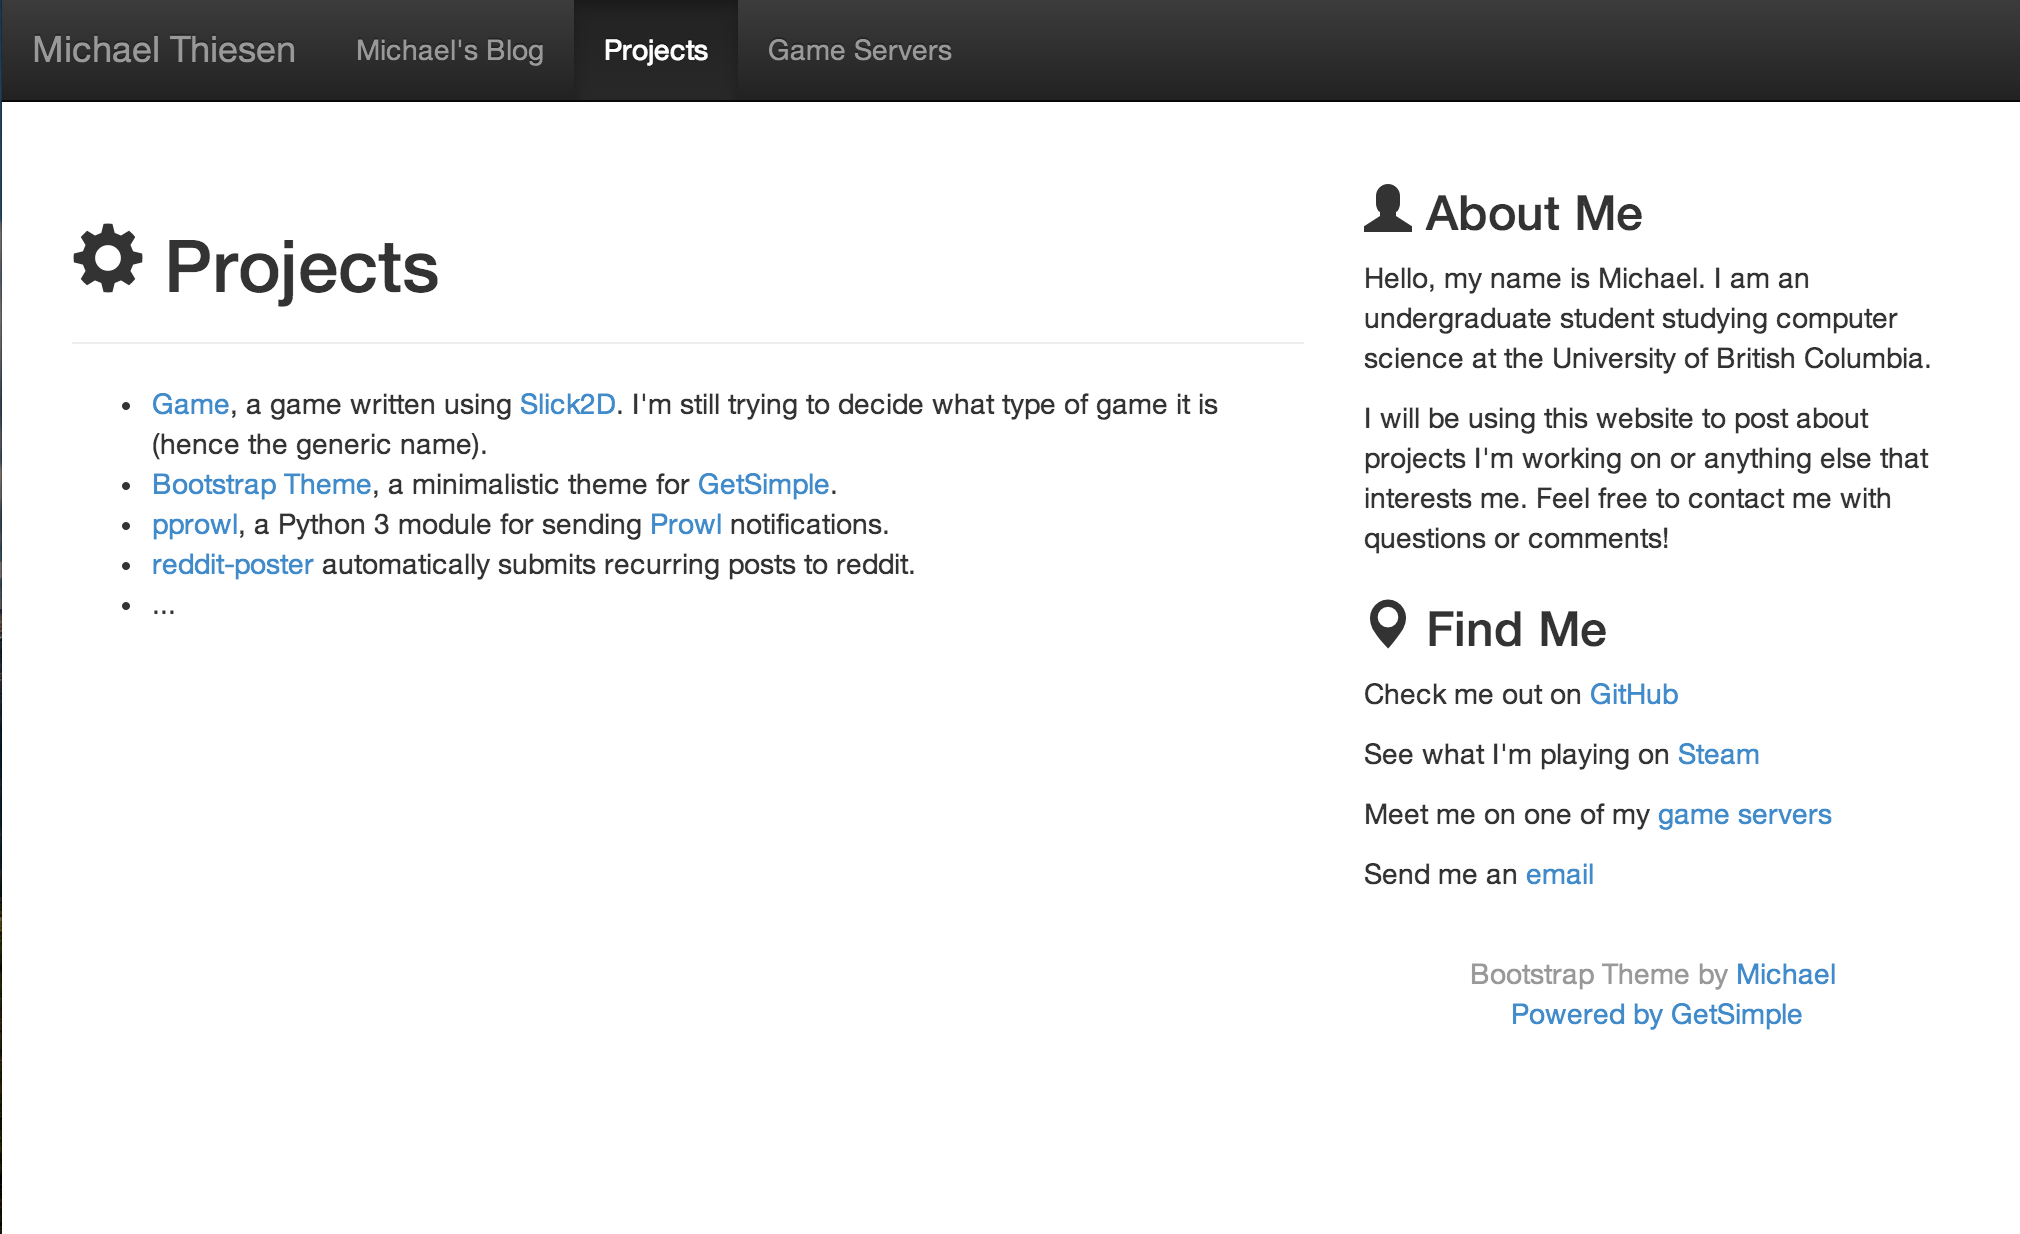 Michael Thiesen Michael's Blog Projects Game Servers
Projects
• Game, a game written using Slick2D. I'm still trying to decide what type of game it is
(hence the generic name).
• Bootstrap Theme, a minimalistic theme for GetSimple.
• pprowl, a Python 3 module for sending Prowl notifications.
• reddit-poster automatically submits recurring posts to reddit.
• ...
About Me
Hello, my name is Michael. I am an
undergraduate student studying computer
science at the University of British Columbia.
I will be using this website to post about
projects I'm working on or anything else that
interests me. Feel free to contact me with
questions or comments!
Find Me
Check me out on GitHub
See what I'm playing on Steam
Meet me on one of my game servers
Send me an email
Bootstrap Theme by Michael
Powered by GetSimple